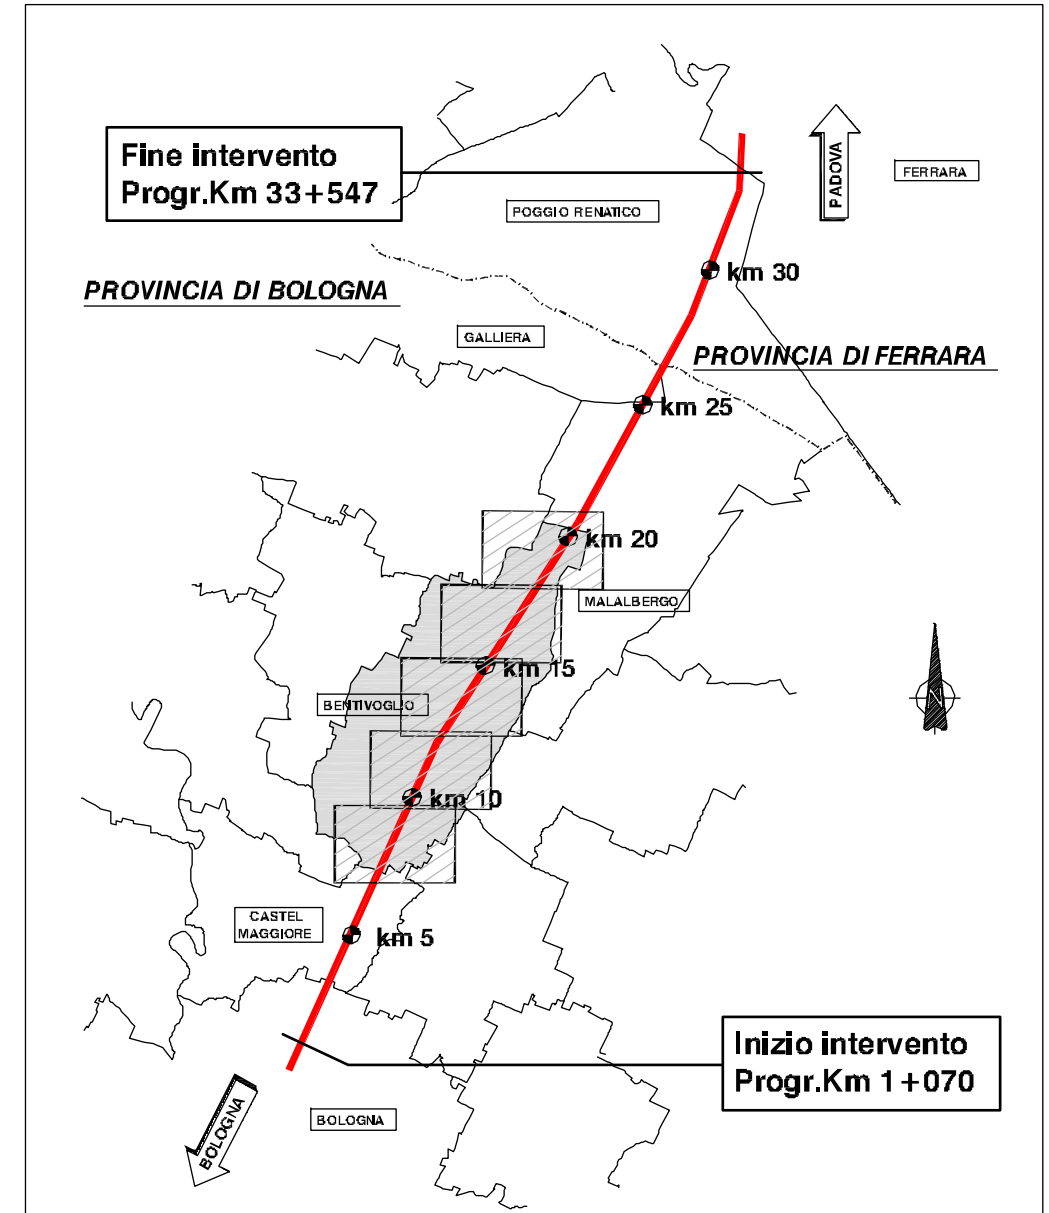 Fine intervento
Progr.Km 33+547
PADOVA
FERRARA
POGGIO RENATICO
km 30
PROVINCIA DI BOLOGNA
GALLIERA
PROVINCIA DI FERRARA
km 25
km 20
MALALBERGO
km 15
BENTIVOGLIO
N
km 10
CASTEL
MAGGIORE
km 5
Inizio intervento
Progr.Km 1+070
BOLOGNA
BOLOGNA